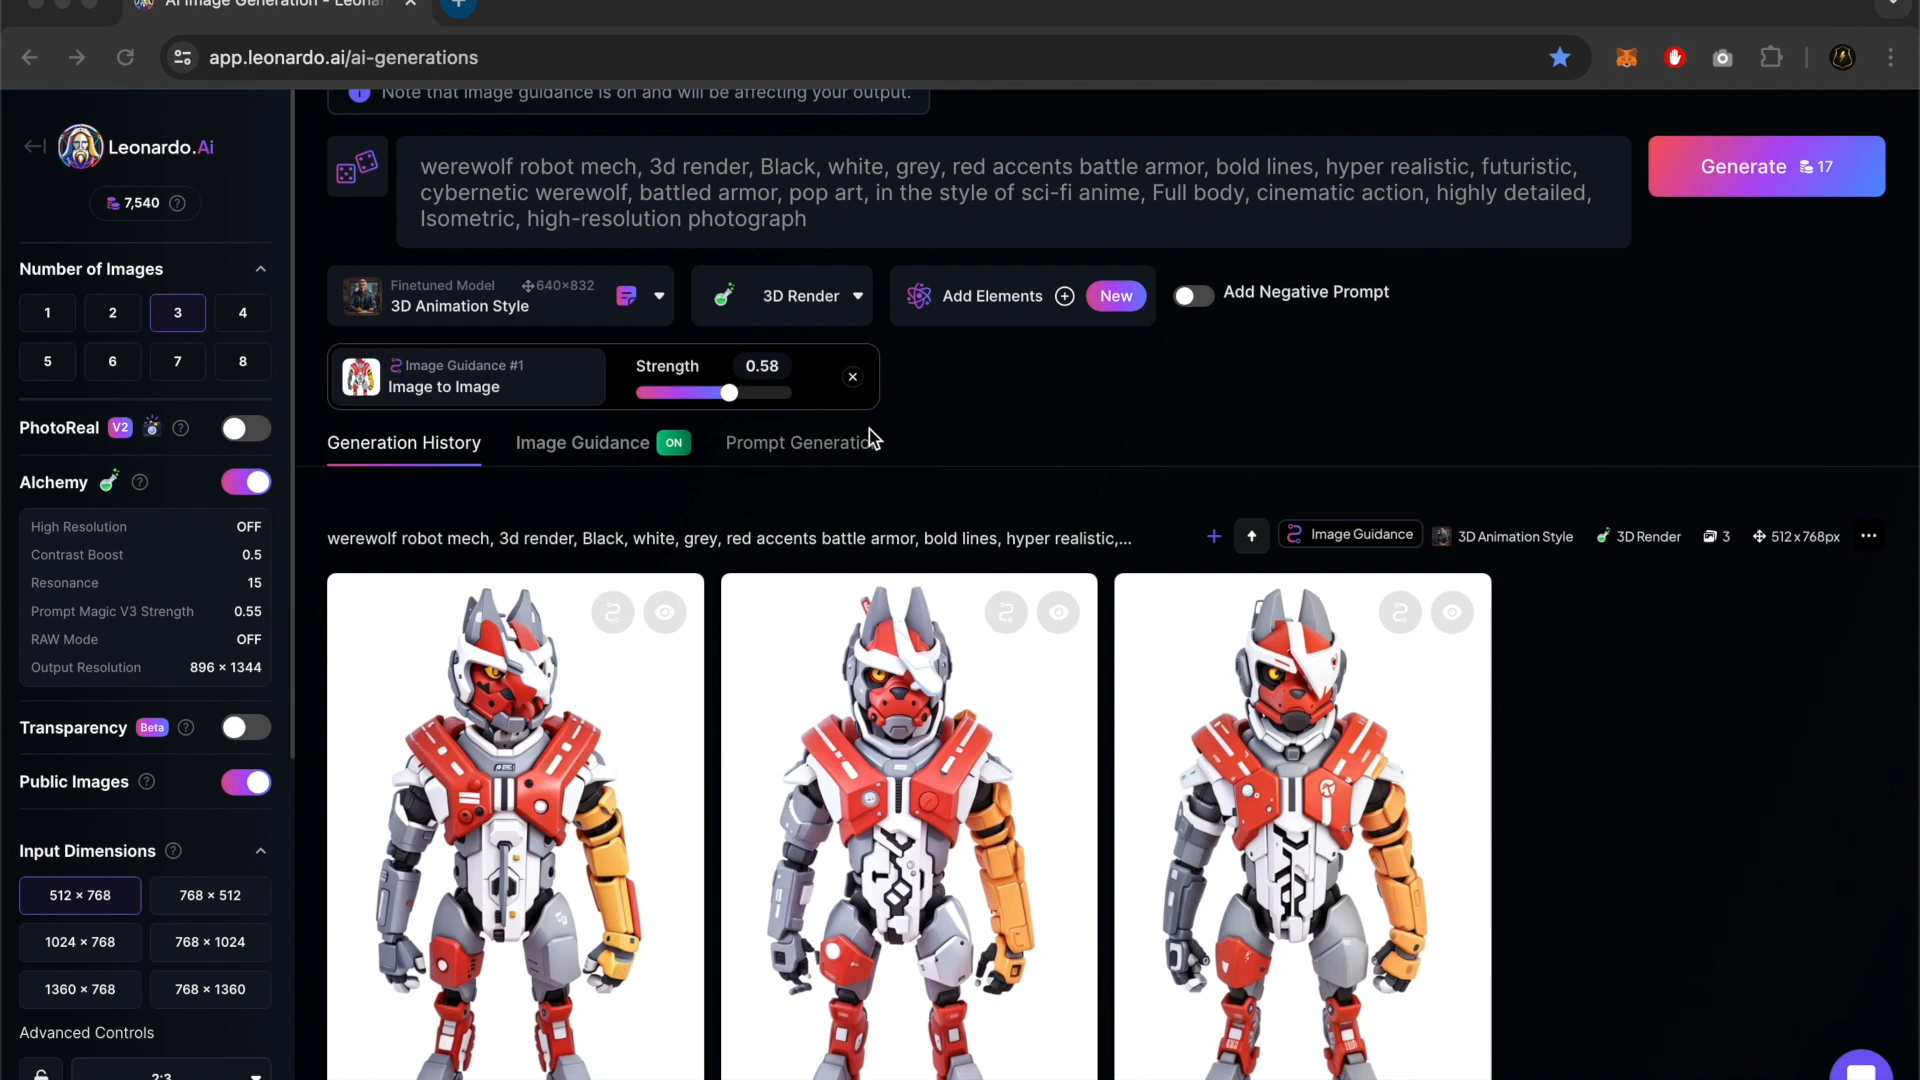 AI Image Generation - Leonar
app.leonardo.ai/ai-generations
Note that image guidance is on and will be affecting your output.
Leonardo.Ai
7,540
werewolf robot mech, 3d render, Black, white, grey, red accents battle armor, bold lines, hyper realistic, futuristic,
cybernetic werewolf, battled armor, pop art, in the style of sci-fi anime, Full body, cinematic action, highly detailed,
Isometric, high-resolution photograph
Generate 17
Number of Images
1 2 3 4
5 6 7 8
Finetuned Model 640×832
3D Animation Style
3D Render
Add Elements
New
Add Negative Prompt
Image Guidance #1
Image to Image
Strength 0.58
PhotoReal V2
Generation History
Image Guidance ON
Prompt Generatio
Alchemy
High Resolution OFF
Contrast Boost 0.5
Resonance 15
Prompt Magic V3 Strength 0.55
RAW Mode OFF
Output Resolution 896 × 1344
werewolf robot mech, 3d render, Black, white, grey, red accents battle armor, bold lines, hyper realistic,...
Image Guidance
3D Animation Style
3D Render
3
512 x 768px
Transparency Beta
Public Images
Input Dimensions
512 × 768
768 × 512
1024 × 768
768 × 1024
1360 × 768
768 × 1360
Advanced Controls
2:3